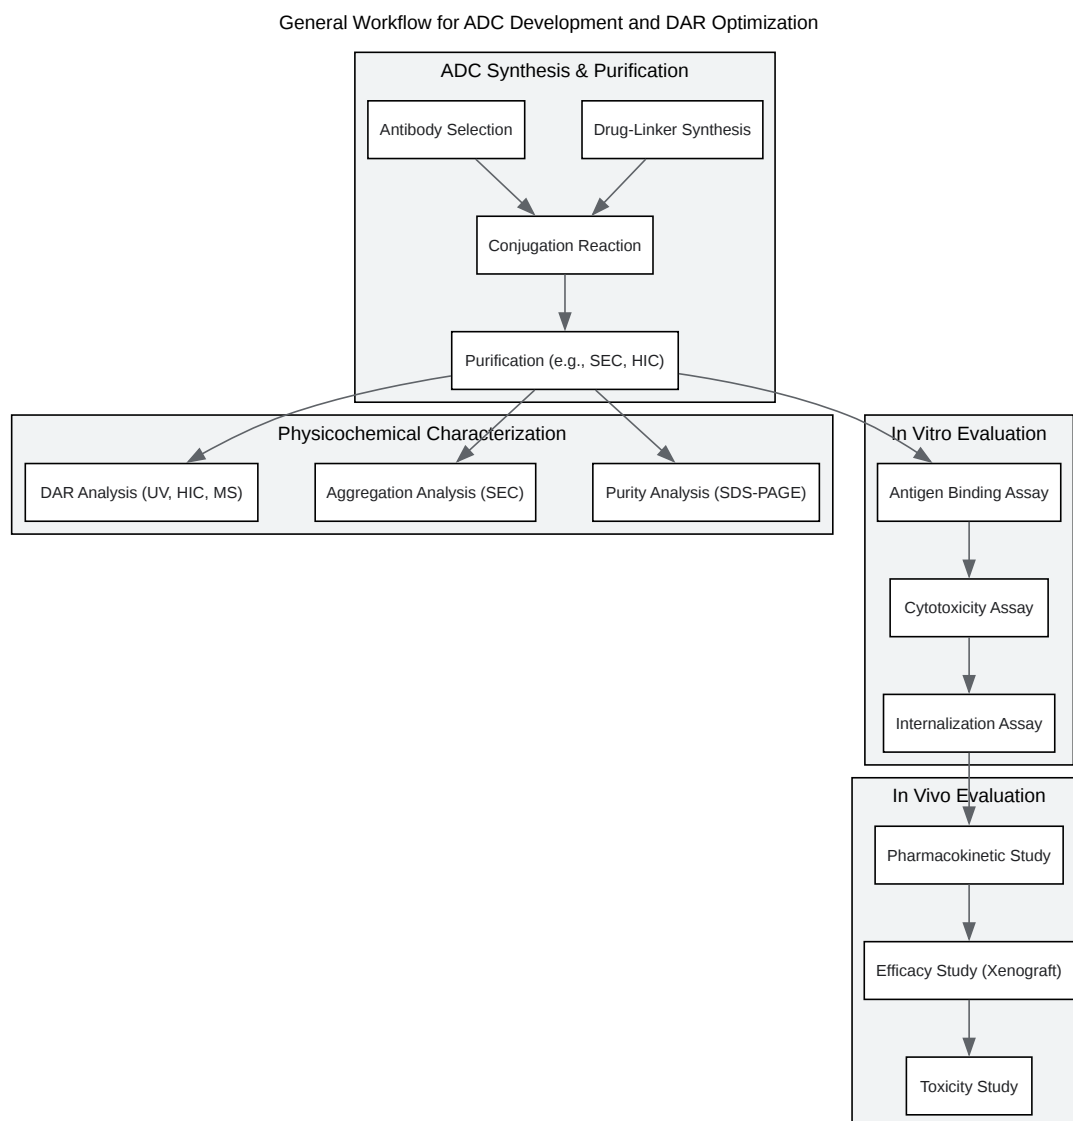 General Workflow for ADC Development and DAR Optimization
ADC Synthesis & Purification
Antibody Selection
Drug-Linker Synthesis
Conjugation Reaction
Purification (e.g., SEC, HIC)
Physicochemical Characterization
DAR Analysis (UV, HIC, MS)
Aggregation Analysis (SEC)
Purity Analysis (SDS-PAGE)
In Vitro Evaluation
Antigen Binding Assay
Cytotoxicity Assay
Internalization Assay
In Vivo Evaluation
Pharmacokinetic Study
Efficacy Study (Xenograft)
Toxicity Study